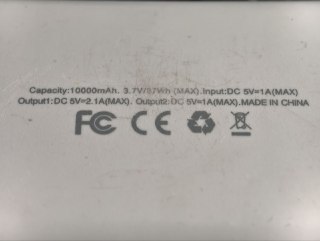 Capacity:10000mAh. 3.7V/37Wh (MAX).Input:DC 5V=1A(MAX)
Output1:DC 5V=2.1A(MAX). Output2:DC 5V=1A(MAX).MADE IN CHINA
FC CE